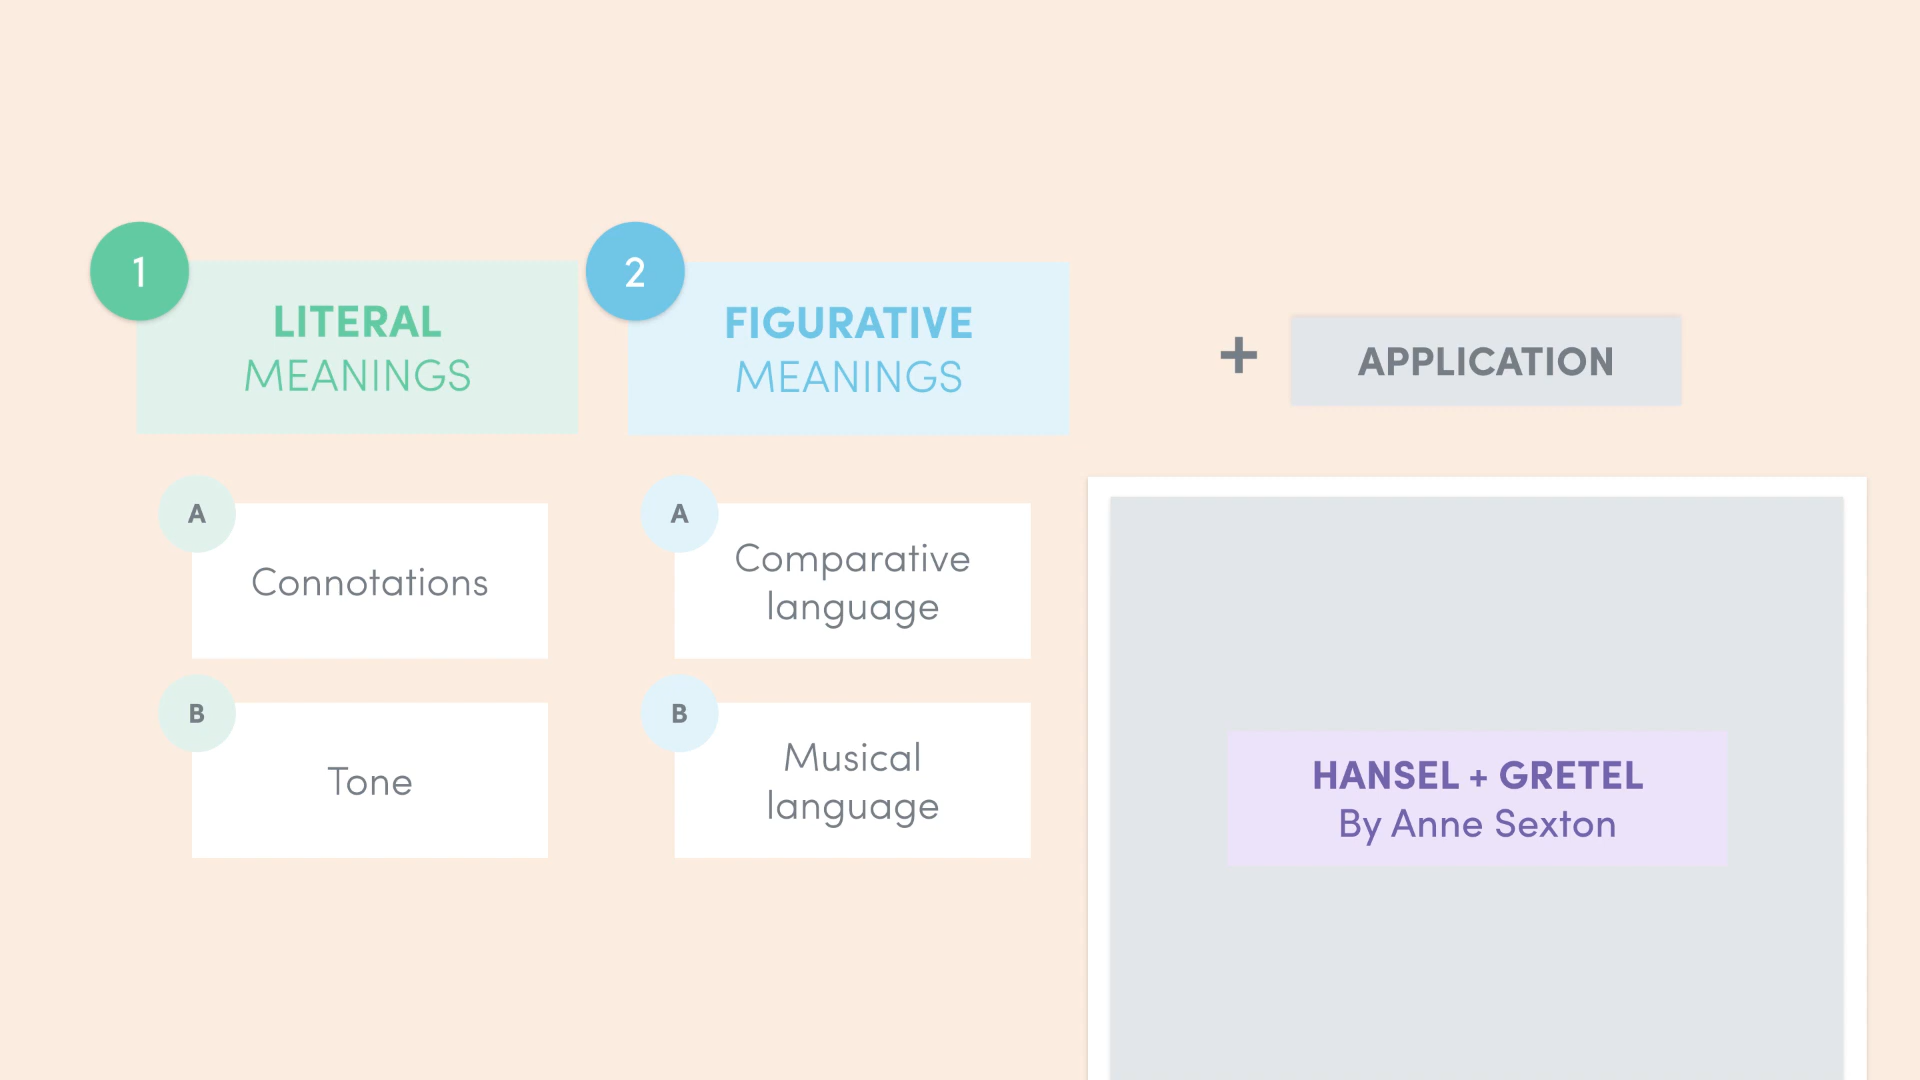 1
LITERAL
MEANINGS
A
Connotations
B
Tone
2
FIGURATIVE
MEANINGS
A
Comparative
language
B
Musical
language
+ APPLICATION
HANSEL + GRETEL
By Anne Sexton